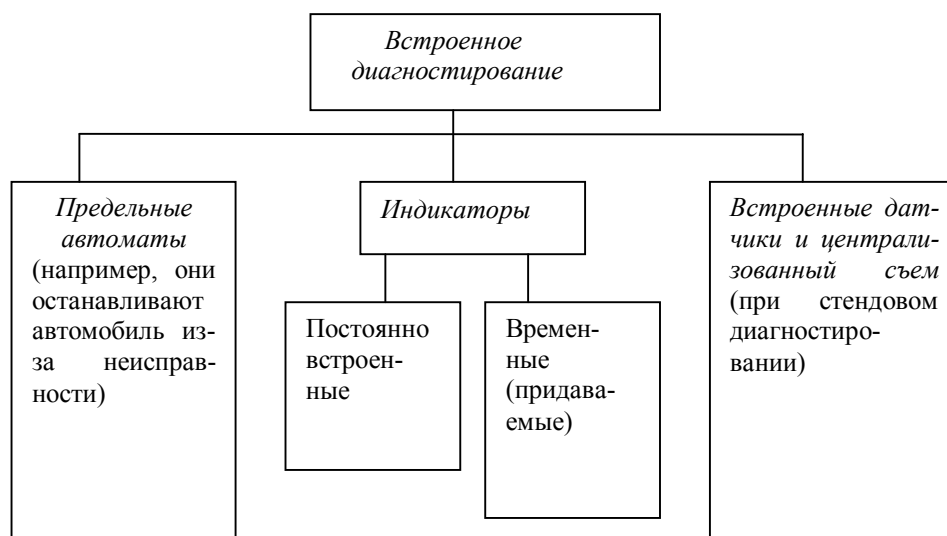 Встроенное
диагностирование
Предельные
автоматы
(например, они
останавливают
автомобиль из-
за неисправ-
ности)
Индикаторы
Постоянно
встроен-
ные
Времен-
ные
(придава-
емые)
Встроенные дат-
чики и централи-
зованный съем
(при стендовом
диагностиро-
вании)